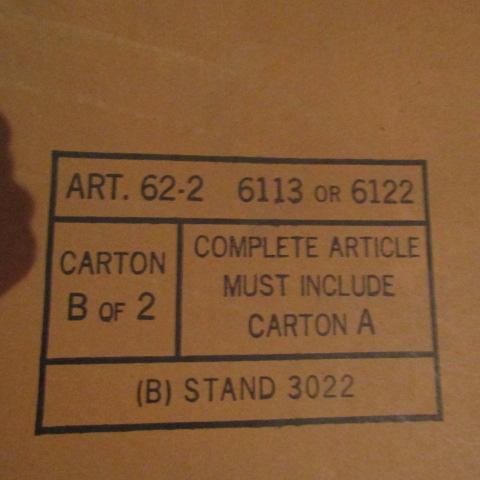 ART. 62-2 6113 OR 6122
CARTON
B OF 2
COMPLETE ARTICLE
MUST INCLUDE
CARTON A
(B) STAND 3022